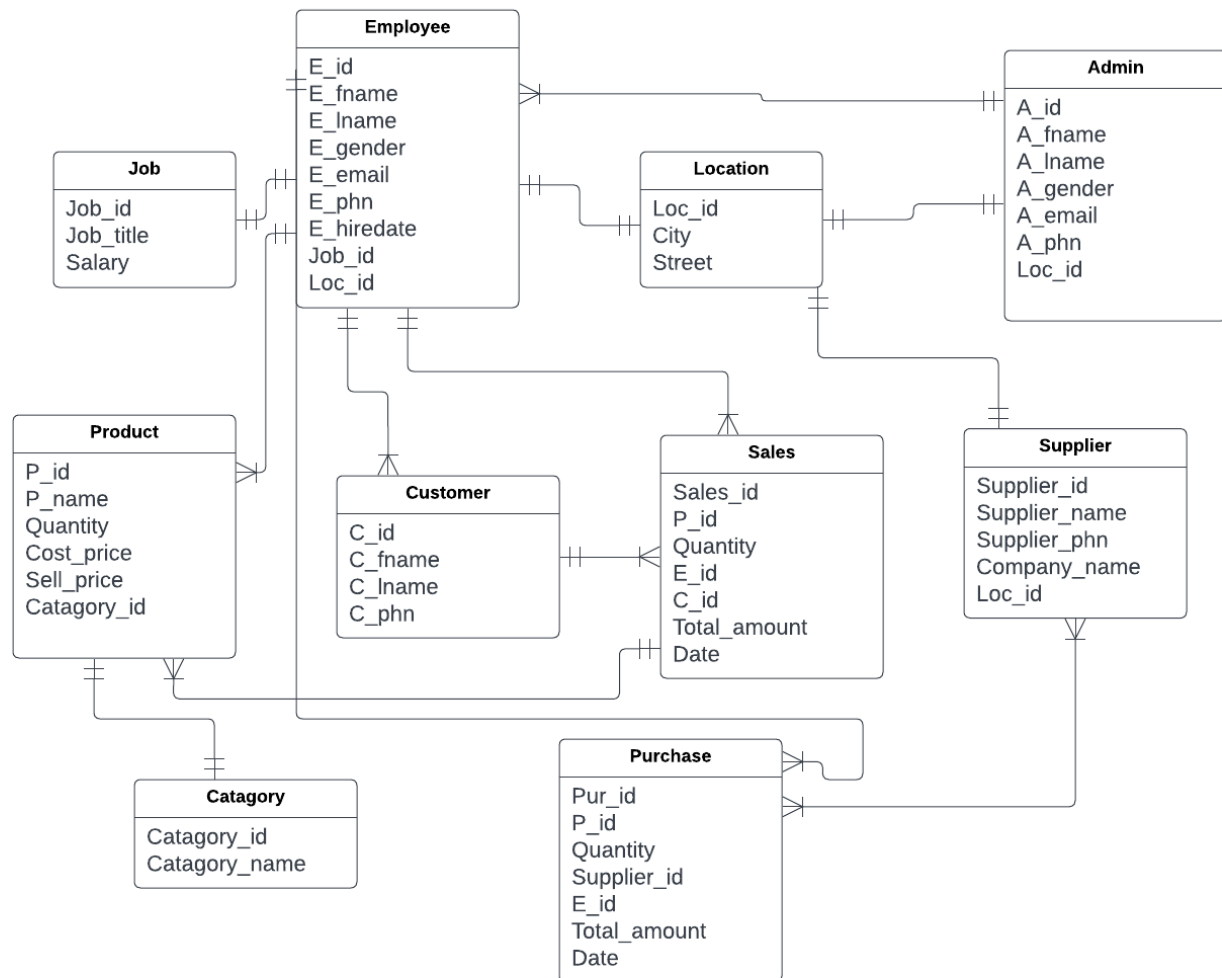 Employee
E_id
E_fname
E_lname
E_gender
E_email
E_phn
E_hiredate
Job_id
Loc_id
Admin
A_id
A_fname
A_lname
A_gender
A_email
A_phn
Loc_id
Job
Job_id
Job_title
Salary
Location
Loc_id
City
Street
Product
P_id
P_name
Quantity
Cost_price
Sell_price
Catagory_id
Customer
C_id
C_fname
C_lname
C_phn
Sales
Sales_id
P_id
Quantity
E_id
C_id
Total_amount
Date
Supplier
Supplier_id
Supplier_name
Supplier_phn
Company_name
Loc_id
Catagory
Catagory_id
Catagory_name
Purchase
Pur_id
P_id
Quantity
Supplier_id
E_id
Total_amount
Date